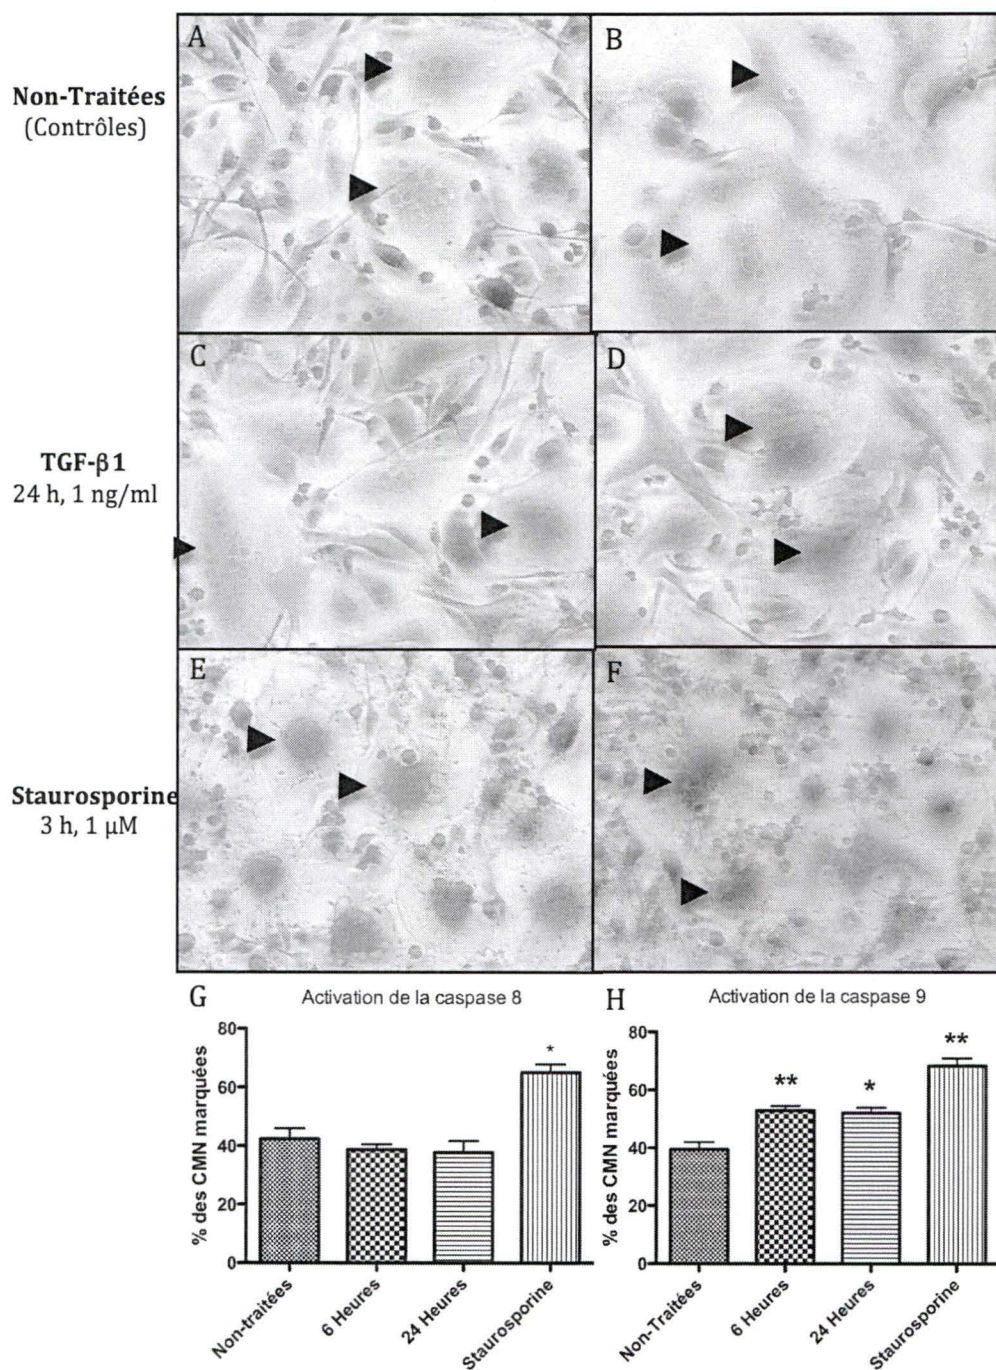 A
B
Non-Traitées
(Contrôles)
C
D
TGF-β1
24 h, 1 ng/ml
E
F
Staurosporine
3 h, 1 μM
G
Activation de la caspase 8
% des CMN marquées
80
60
40
20
0
*
Non-traitées
6 Heures
24 Heures
Staurosporine
H
Activation de la caspase 9
% des CMN marquées
80
60
40
20
0
**
*
**
Non-Traitées
6 Heures
24 Heures
Staurosporine